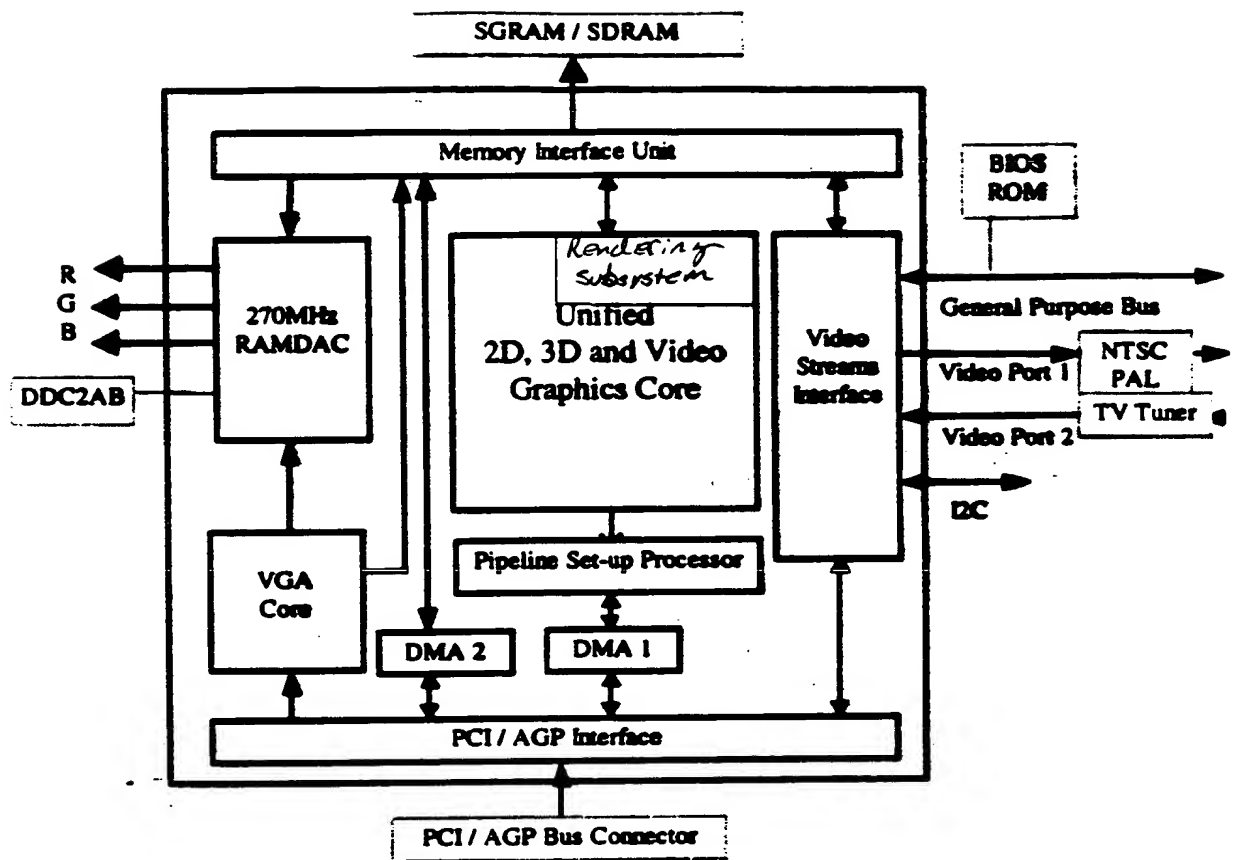 SGRAM / SDRAM
Memory Interface Unit
BIOS
ROM
Rendering
subsystem
R
G
B
270MHz
RAMDAC
Unified
2D, 3D and Video
Graphics Core
Video
Streams
Interface
General Purpose Bus
Video Port 1
NTSC
PAL
DDC2AB
TV Tuner
Video Port 2
I2C
Pipeline Set-up Processor
VGA
Core
DMA 2
DMA 1
PCI / AGP Interface
PCI / AGP Bus Connector